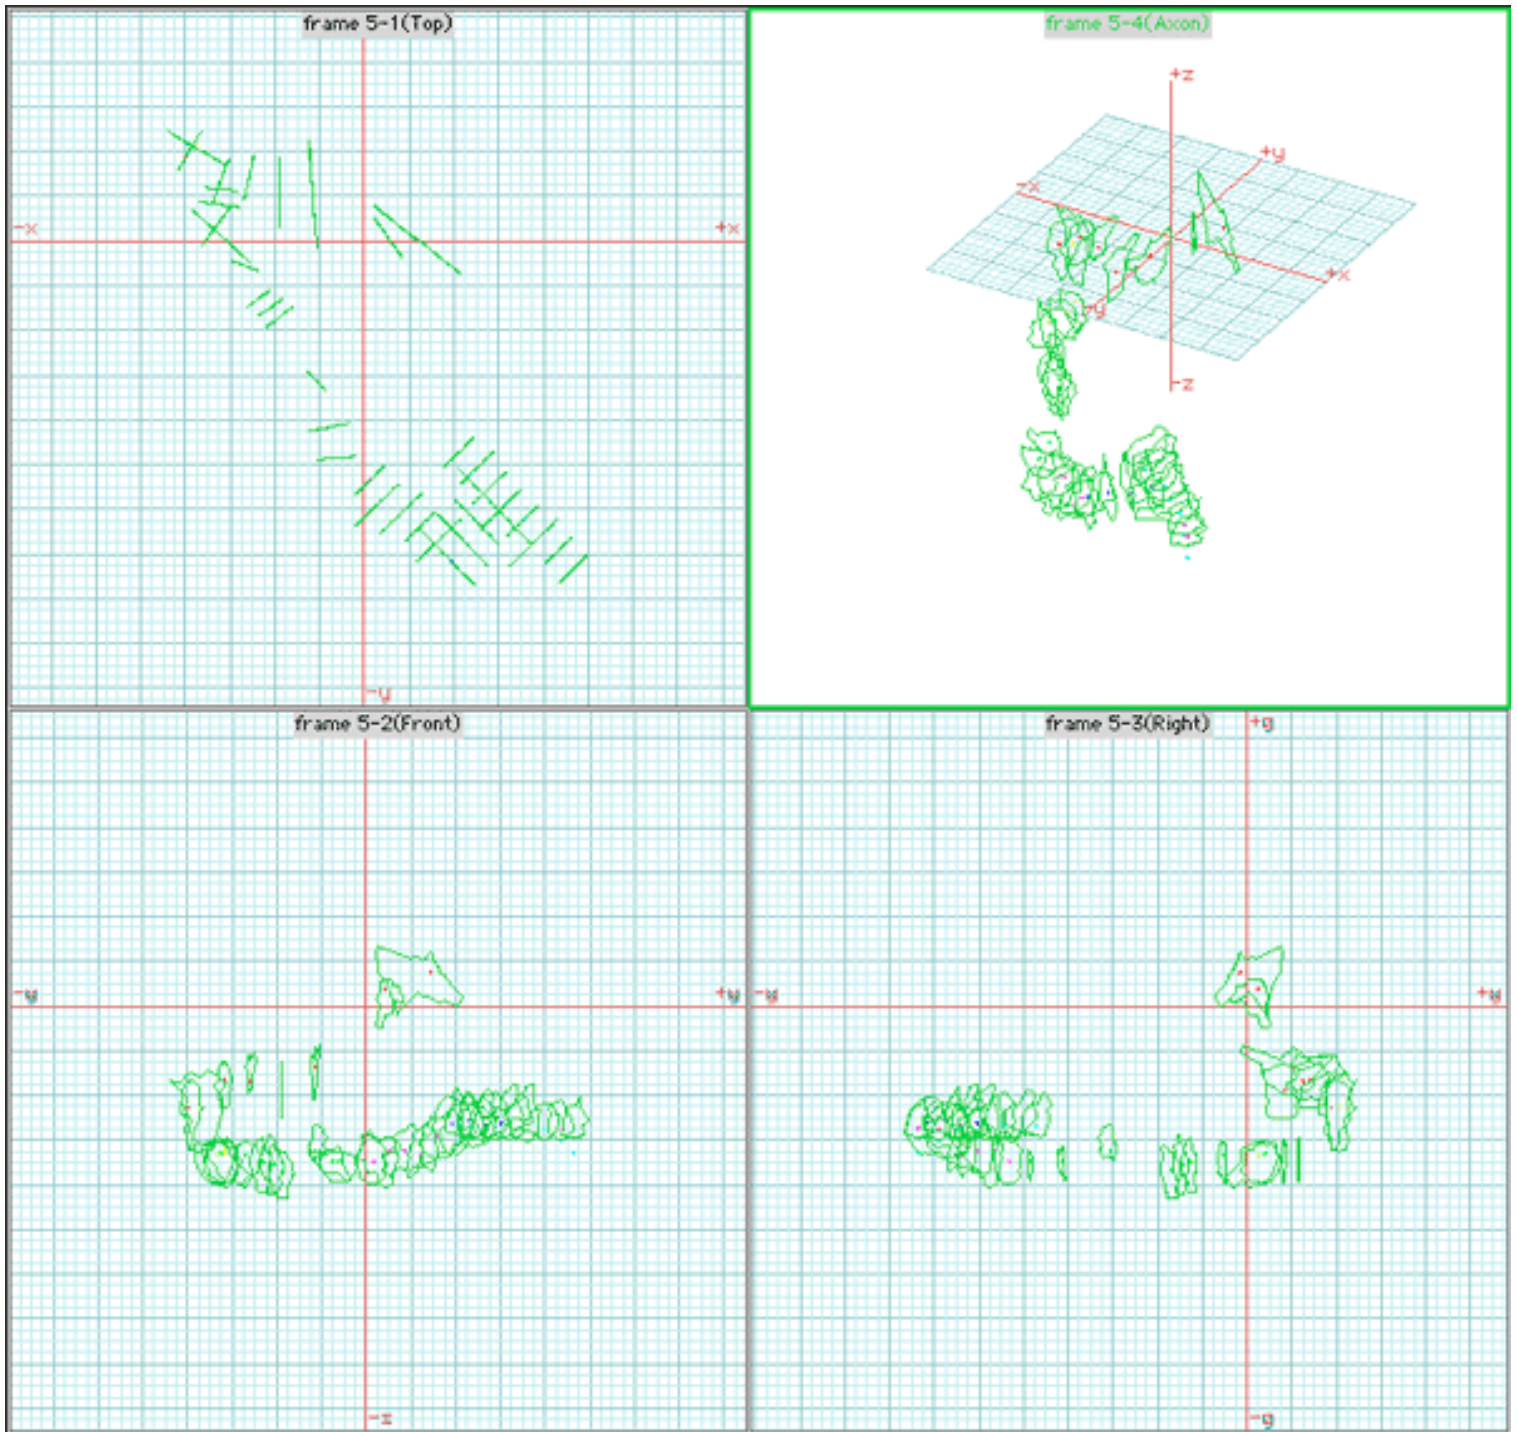 frame 5-1(Top)
-x
+x
-y
frame 5-4(Axon)
+z
+y
+x
-y
-z
frame 5-2(Front)
-z
frame 5-3(Right)